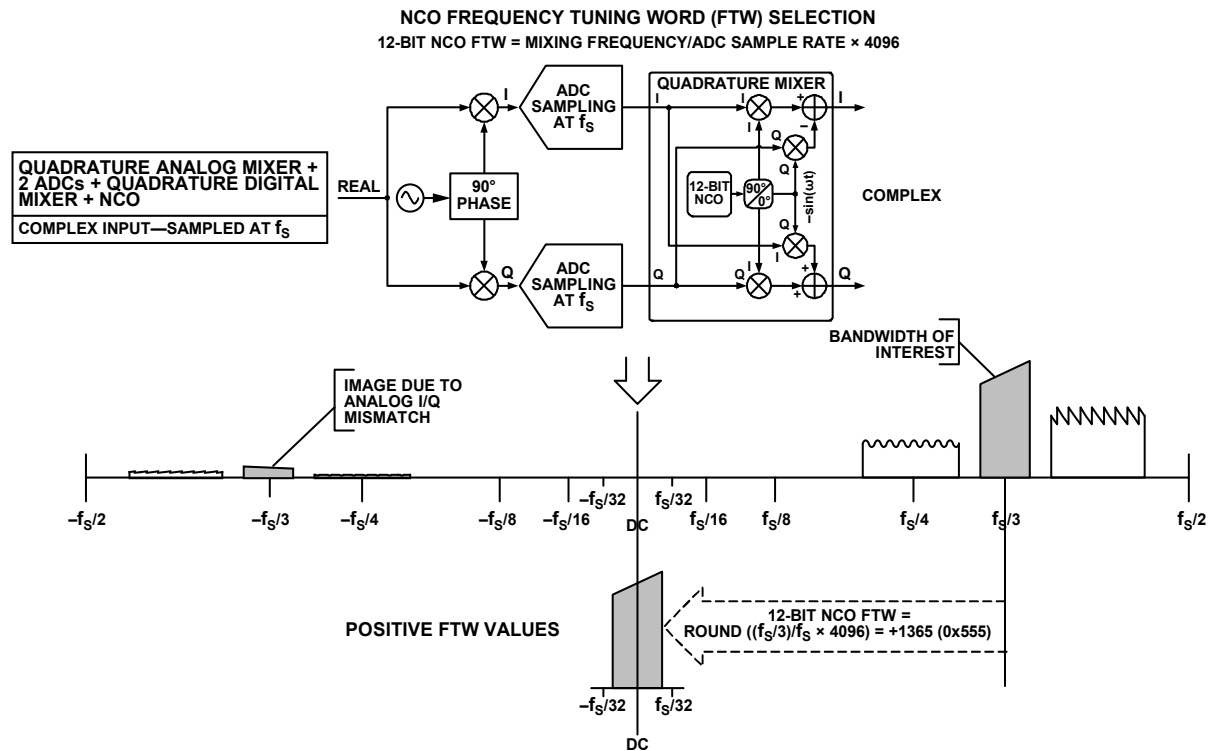 NCO FREQUENCY TUNING WORD (FTW) SELECTION
12-BIT NCO FTW = MIXING FREQUENCY/ADC SAMPLE RATE × 4096
QUADRATURE ANALOG MIXER +
2 ADCs + QUADRATURE DIGITAL
MIXER + NCO
COMPLEX INPUT—SAMPLED AT fS
REAL
90°
PHASE
I
Q
ADC
SAMPLING
AT fS
ADC
SAMPLING
AT fS
I
Q
QUADRATURE MIXER
I
I
+
I
−
Q
12-BIT
NCO
90°
0°
Q
–sin(ωt)
Q
Q
I
I
+
Q
+
Q
COMPLEX
BANDWIDTH OF
INTEREST
IMAGE DUE TO
ANALOG I/Q
MISMATCH
–fS/2
–fS/3
–fS/4
–fS/8
–fS/16
–fS/32
DC
fS/32
fS/16
fS/8
fS/4
fS/3
fS/2
POSITIVE FTW VALUES
12-BIT NCO FTW =
ROUND ((fS/3)/fS × 4096) = +1365 (0x555)
–fS/32
fS/32
DC